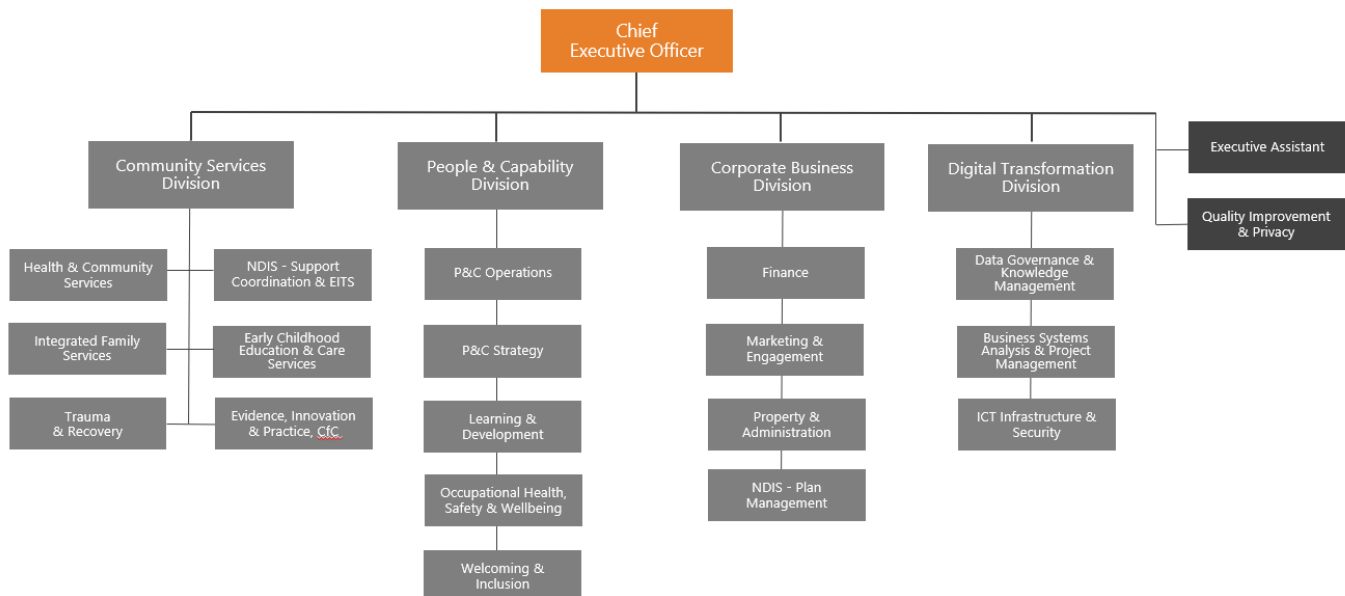 Chief
Executive Officer
Community Services
Division
People & Capability
Division
Corporate Business
Division
Digital Transformation
Division
Executive Assistant
Quality Improvement
& Privacy
Health & Community
Services
NDIS - Support
Coordination & EITS
Integrated Family
Services
Early Childhood
Education & Care
Services
Trauma
& Recovery
Evidence, Innovation
& Practice, CfC
P&C Operations
P&C Strategy
Learning &
Development
Occupational Health,
Safety & Wellbeing
Welcoming &
Inclusion
Finance
Marketing &
Engagement
Property &
Administration
NDIS - Plan
Management
Data Governance &
Knowledge
Management
Business Systems
Analysis & Project
Management
ICT Infrastructure &
Security